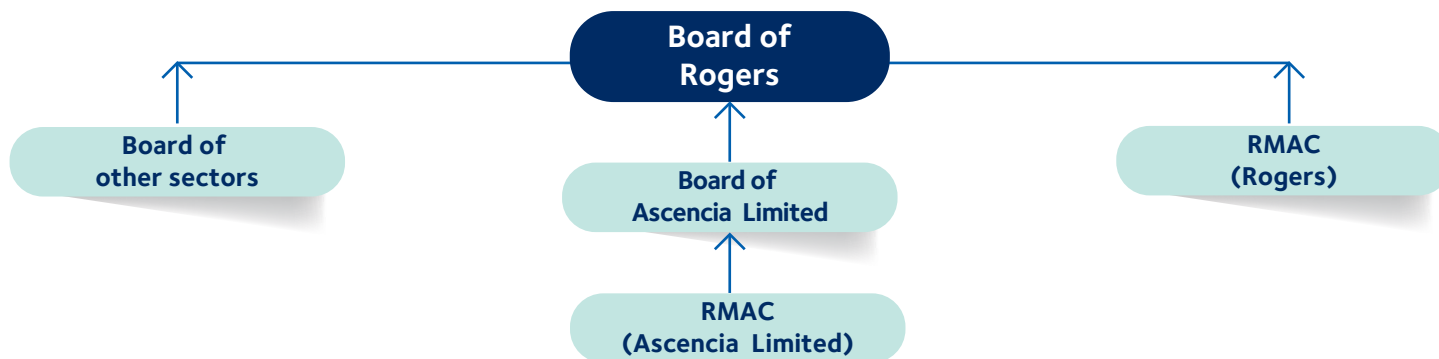 Board of
Rogers
Board of
other sectors
Board of
Ascencia Limited
RMAC
(Rogers)
RMAC
(Ascencia Limited)